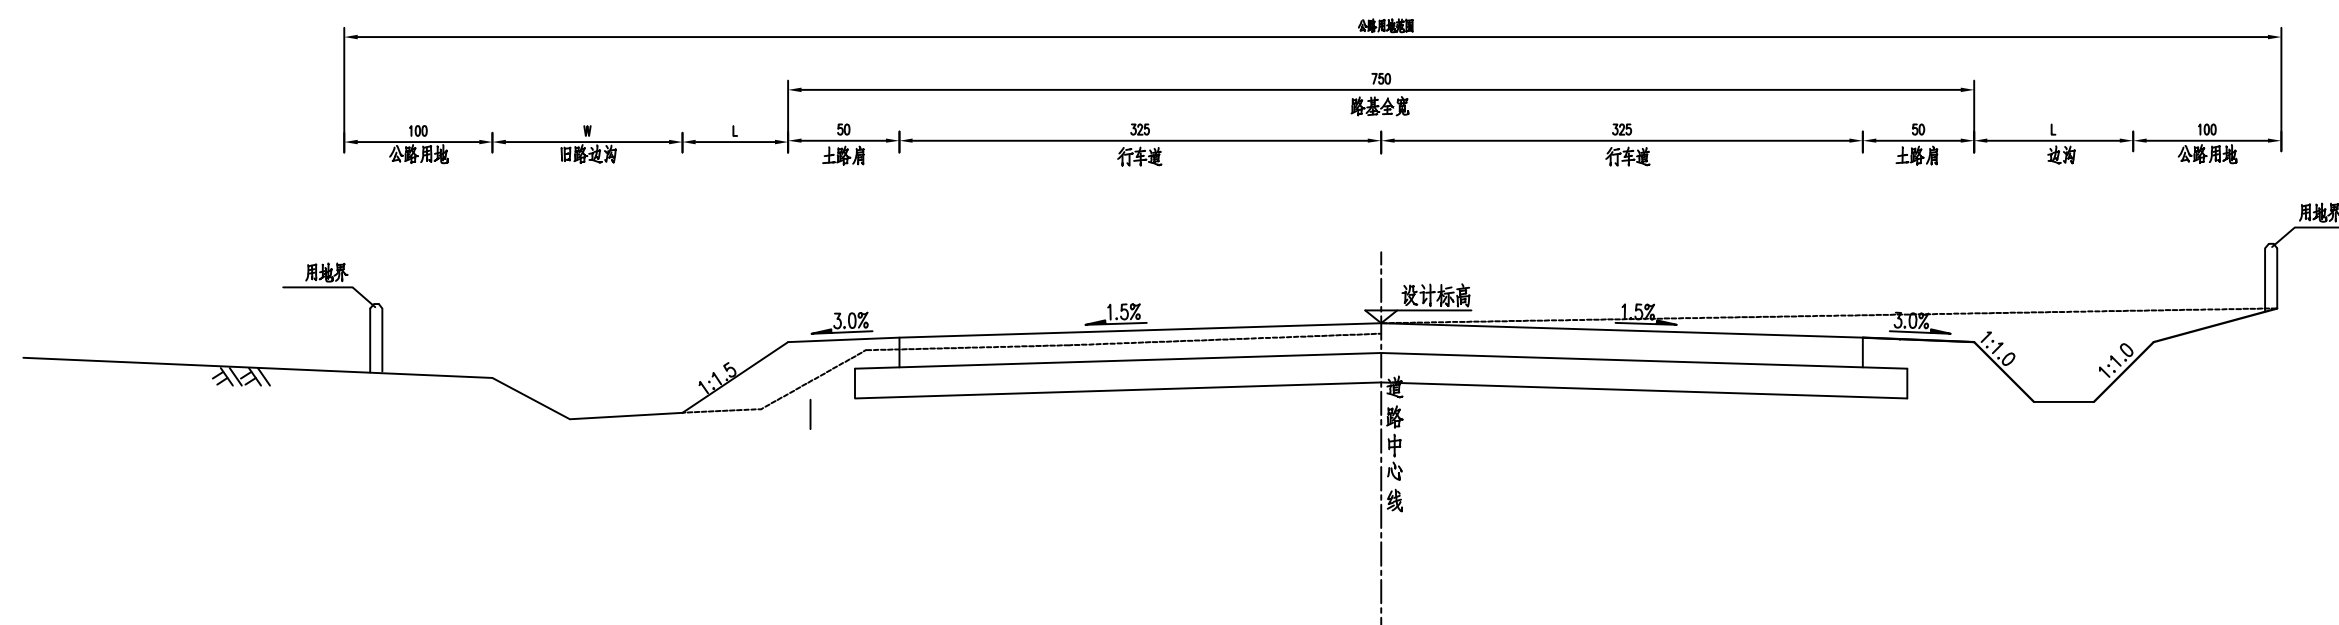 公路用地范围
750
路基全宽
100 W L 50 325 325 50 L 100
公路用地 旧路边沟 土路肩 行车道 行车道 土路肩 边沟 公路用地
用地界
用地界
设计标高
3.0% 1.5% 1.5% 3.0%
1:1.5 1:1.0 1:1.0
道路中心线